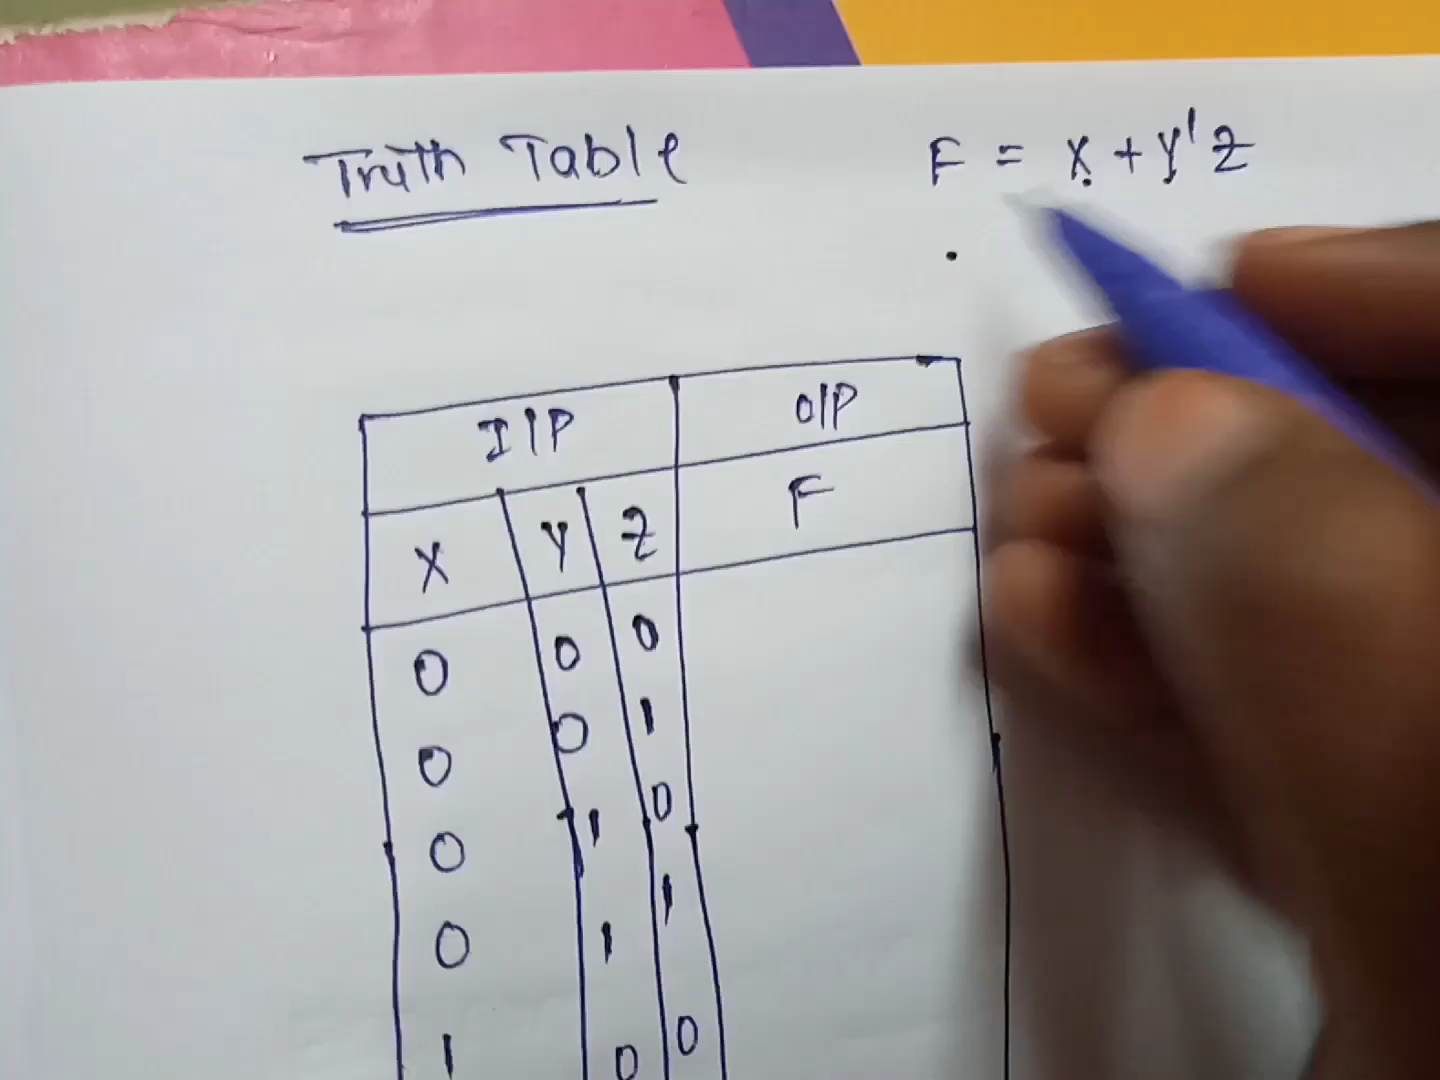 Truth Table F = X + Y'Z
I/P O/P
X Y Z F
0 0 0
0 0 1
0 1 0
0 1 1
1 0 0